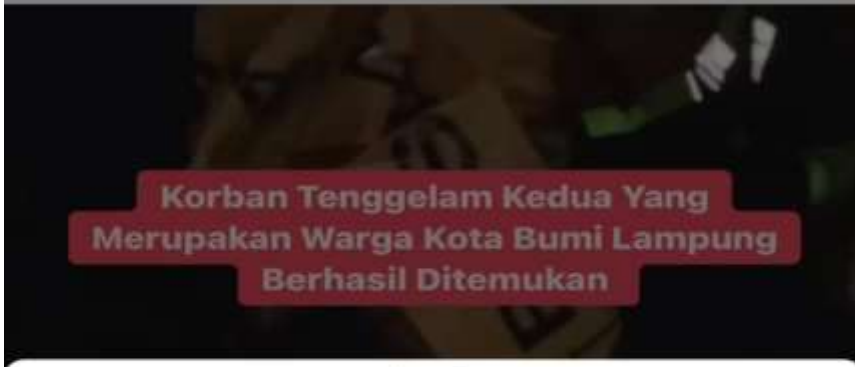 Korban Tenggelam Kedua Yang
Merupakan Warga Kota Bumi Lampung
Berhasil Ditemukan